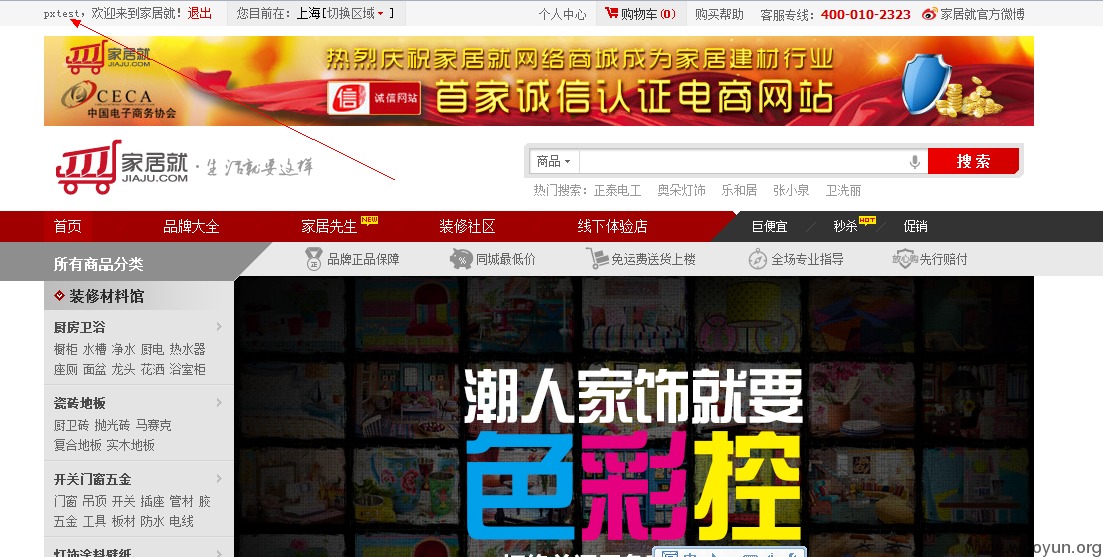 pxtest，欢迎来到家居就！ 退出 您目前在：上海[切换区域 ] 个人中心 购物车(0) 购买帮助 客服专线：400-010-2323 家居就官方微博
家居就
JIAJU.COM
CECA
中国电子商务协会
热烈庆祝家居就网络商城成为家居建材行业
信 诚信网站 首家诚信认证电商网站
家居就
JIAJU.COM
·生活就要这样
商品 搜索
热门搜索： 正泰电工 奥朵灯饰 乐和居 张小泉 卫洗丽
首页 品牌大全 家居先生 NEW 装修社区 线下体验店 巨便宜 秒杀 HOT 促销
所有商品分类 品牌正品保障 同城最低价 免运费送货上楼 全场专业指导 放心购 先行赔付
装修材料馆
厨房卫浴
橱柜 水槽 净水 厨电 热水器
座厕 面盆 龙头 花洒 浴室柜
瓷砖地板
厨卫砖 抛光砖 马赛克
复合地板 实木地板
开关门窗五金
门窗 吊顶 开关 插座 管材 胶
五金 工具 板材 防水 电线
灯饰涂料壁纸
潮人家饰就要
色彩控
oyun.org